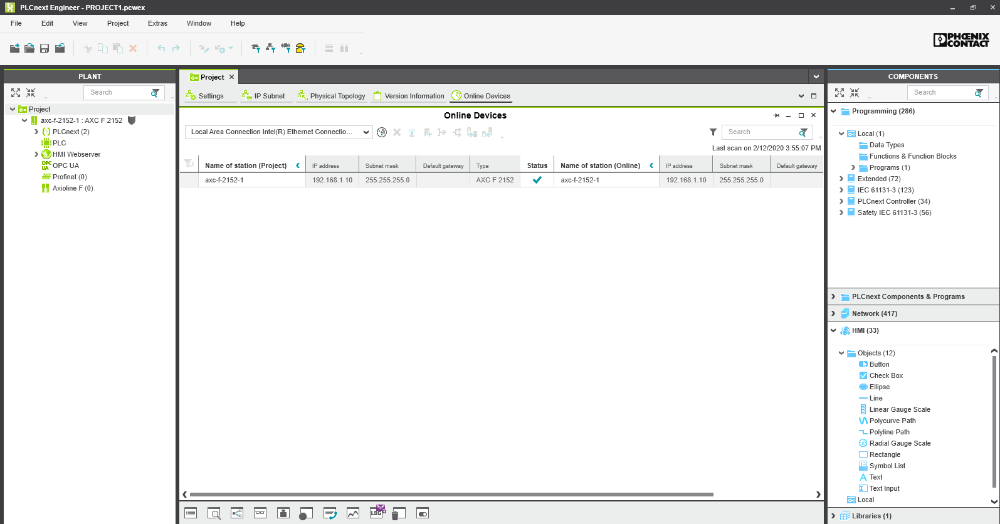 PLCnext Engineer - PROJECT1.pcwex
File Edit View Project Extras Window Help
PHŒNIX
CONTACT
PLANT
Search
Project
axc-f-2152-1 : AXC F 2152
PLCnext (2)
PLC
HMI Webserver
OPC UA
Profinet (0)
Axioline F (0)
Project
Settings IP Subnet Physical Topology Version Information Online Devices
Online Devices
Local Area Connection Intel(R) Ethernet Connectio...
Search
Last scan on 2/12/2020 3:55:07 PM
Name of station (Project) IP address Subnet mask Default gateway Type Status Name of station (Online) IP address Subnet mask Default gateway
axc-f-2152-1 192.168.1.10 255.255.255.0 AXC F 2152 axc-f-2152-1 192.168.1.10 255.255.255.0
LOG
COMPONENTS
Search
Programming (286)
Local (1)
Data Types
Functions & Function Blocks
Programs (1)
Extended (72)
IEC 61131-3 (123)
PLCnext Controller (34)
Safety IEC 61131-3 (56)
PLCnext Components & Programs
Network (417)
HMI (33)
Objects (12)
Button
Check Box
Ellipse
Line
Linear Gauge Scale
Polycurve Path
Polyline Path
Radial Gauge Scale
Rectangle
Symbol List
Text
Text Input
Local
Libraries (1)